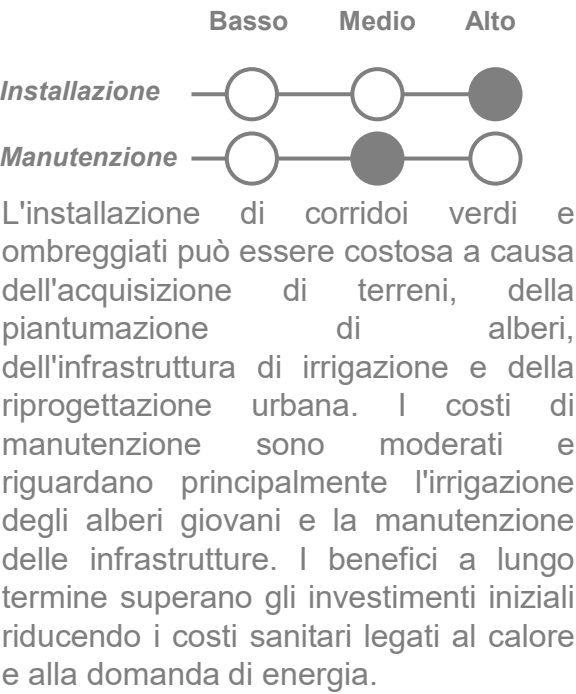 Basso Medio Alto
Installazione
Manutenzione
L'installazione di corridoi verdi e
ombreggiati può essere costosa a causa
dell'acquisizione di terreni, della
piantumazione di alberi,
dell'infrastruttura di irrigazione e della
riprogettazione urbana. I costi di
manutenzione sono moderati e
riguardano principalmente l'irrigazione
degli alberi giovani e la manutenzione
delle infrastrutture. I benefici a lungo
termine superano gli investimenti iniziali
riducendo i costi sanitari legati al calore
e alla domanda di energia.